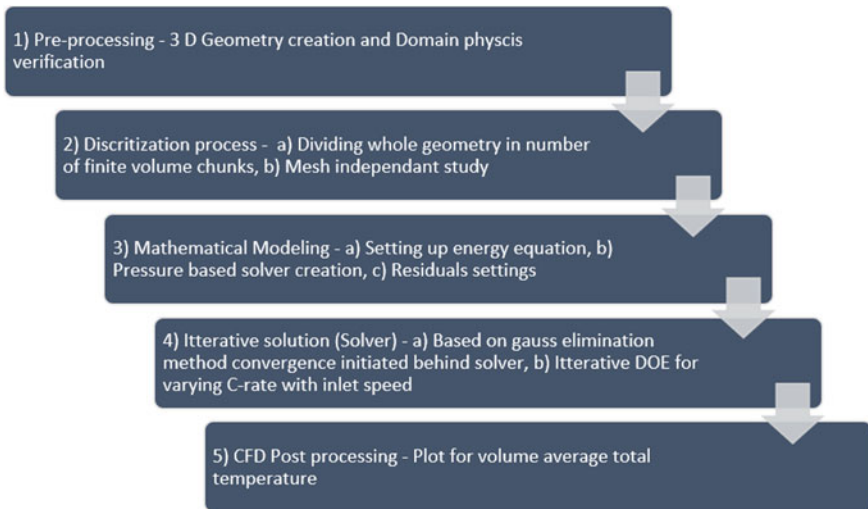 1) Pre-processing - 3 D Geometry creation and Domain physcis
verification
2) Discritization process -  a) Dividing whole geometry in number
of finite volume chunks, b) Mesh independant study
3) Mathematical Modeling - a) Setting up energy equation, b)
Pressure based solver creation, c) Residuals settings
4) Itterative solution (Solver) - a) Based on gauss elimination
method convergence initiated behind solver, b) Itterative DOE for
varying C-rate with inlet speed
5) CFD Post processing - Plot for volume average total
temperature